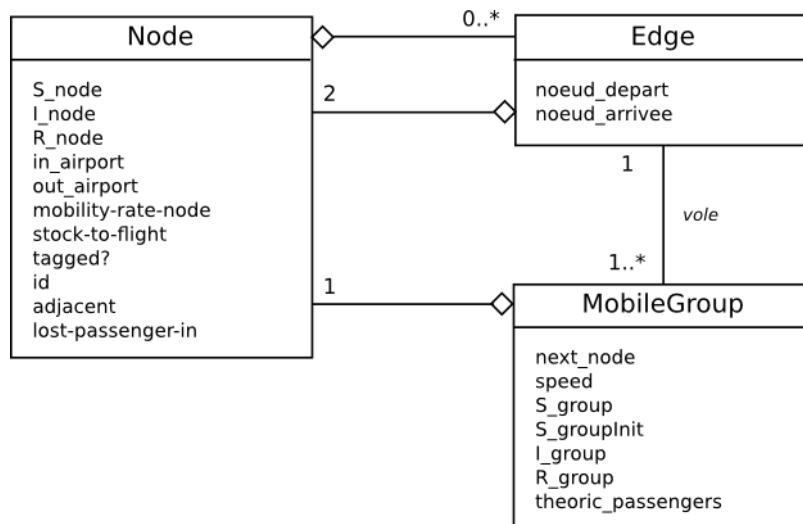 Node
S_node
I_node
R_node
in_airport
out_airport
mobility-rate-node
stock-to-flight
tagged?
id
adjacent
lost-passenger-in
0..*
2
1
Edge
noeud_depart
noeud_arrivee
1
vole
1..*
MobileGroup
next_node
speed
S_group
S_groupInit
I_group
R_group
theoric_passengers